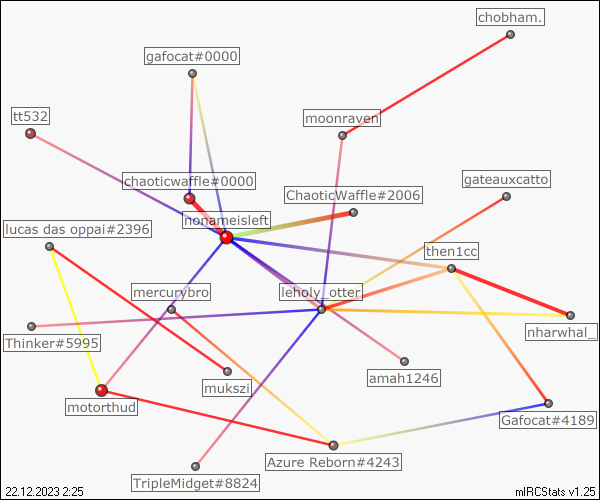 chobham.
gafocat#0000
tt532
moonraven
chaoticwaffle#0000
gateauxcatto
ChaoticWaffle#2006
nonameisleft
lucas das oppai#2396
then1cc
mercurybro
leholy_otter
Thinker#5995
nharwhal_
amah1246
mukszi
motorthud
Gafocat#4189
Azure Reborn#4243
TripleMidget#8824
22.12.2023 2:25
mIRCStats v1.25